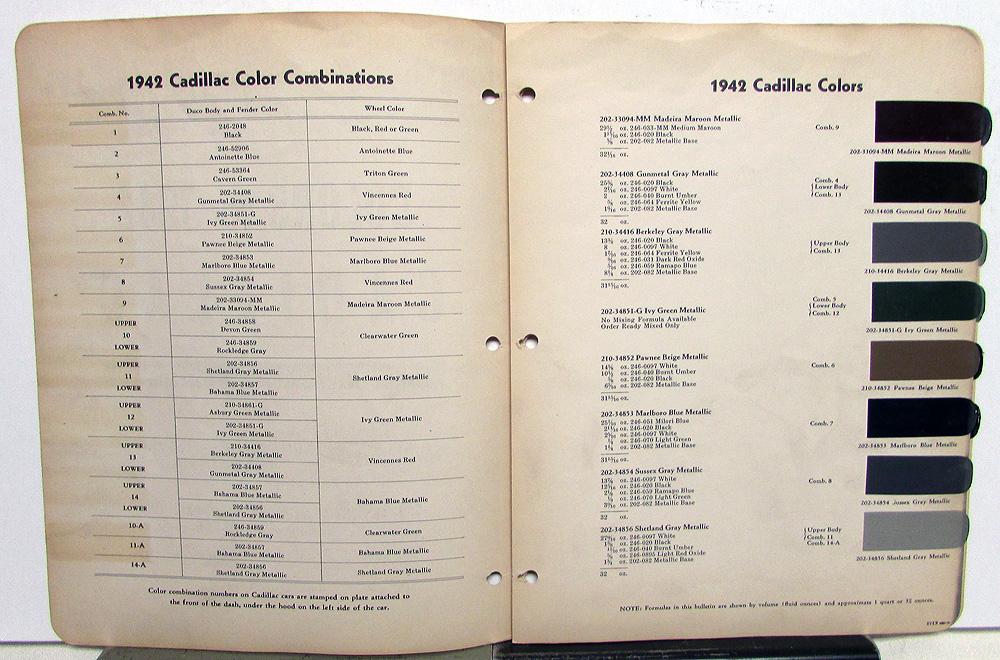 1942 Cadillac Color Combinations
Comb. No.
Duco Body and Fender Color
Wheel Color
1
246-2048
Black
Black, Red or Green
2
246-52906
Antoinette Blue
Antoinette Blue
3
246-53364
Cavern Green
Triton Green
4
202-34408
Gunmetal Gray Metallic
Vincennes Red
5
202-34851-G
Ivy Green Metallic
Ivy Green Metallic
6
210-34852
Pawnee Beige Metallic
Pawnee Beige Metallic
7
202-34853
Marlboro Blue Metallic
Marlboro Blue Metallic
8
202-34854
Sussex Gray Metallic
Vincennes Red
9
202-33094-MM
Madeira Maroon Metallic
Madeira Maroon Metallic
UPPER
10
LOWER
246-34858
Devon Green
246-34859
Rockledge Gray
Clearwater Green
UPPER
11
LOWER
202-34856
Shetland Gray Metallic
202-34857
Bahama Blue Metallic
Shetland Gray Metallic
UPPER
12
LOWER
210-34861-G
Asbury Green Metallic
202-34851-G
Ivy Green Metallic
Ivy Green Metallic
UPPER
13
LOWER
210-34416
Berkeley Gray Metallic
202-34408
Gunmetal Gray Metallic
Vincennes Red
UPPER
14
LOWER
202-34857
Bahama Blue Metallic
202-34856
Shetland Gray Metallic
Bahama Blue Metallic
10-A
246-34859
Rockledge Gray
Clearwater Green
11-A
202-34857
Bahama Blue Metallic
Bahama Blue Metallic
14-A
202-34856
Shetland Gray Metallic
Shetland Gray Metallic
Color combination numbers on Cadillac cars are stamped on plate attached to
the front of the dash, under the hood on the left side of the car.
1942 Cadillac Colors
202-33094-MM Madeira Maroon Metallic
oz. 246-033-MM Medium Maroon
oz. 246-020 Black
oz. 202-082 Metallic Base
oz.
Comb. 9
202-33094-MM Madeira Maroon Metallic
202-34408 Gunmetal Gray Metallic
oz. 246-020 Black
oz. 246-0097 White
2 oz. 246-040 Burnt Umber
oz. 246-064 Ferrite Yellow
oz. 202-082 Metallic Base
32 oz.
Comb. 4
Lower Body
Comb. 13
202-34408 Gunmetal Gray Metallic
210-34416 Berkeley Gray Metallic
oz. 246-020 Black
8 oz. 246-0097 White
oz. 246-064 Ferrite Yellow
oz. 246-031 Dark Red Oxide
oz. 246-059 Ramapo Blue
oz. 202-082 Metallic Base
oz.
Upper Body
Comb. 13
210-34416 Berkeley Gray Metallic
202-34851-G Ivy Green Metallic
No Mixing Formula Available
Order Ready Mixed Only
Comb. 5
Lower Body
Comb. 12
202-34851-G Ivy Green Metallic
210-34852 Pawnee Beige Metallic
oz. 246-0097 White
oz. 246-040 Burnt Umber
oz. 246-020 Black
oz. 202-082 Metallic Base
oz.
Comb. 6
210-34852 Pawnee Beige Metallic
202-34853 Marlboro Blue Metallic
oz. 246-051 Milori Blue
oz. 246-020 Black
oz. 246-0097 White
oz. 246-070 Light Green
oz. 202-082 Metallic Base
oz.
Comb. 7
202-34853 Marlboro Blue Metallic
202-34854 Sussex Gray Metallic
oz. 246-0097 White
oz. 246-020 Black
oz. 246-059 Ramapo Blue
oz. 246-070 Light Green
oz. 202-082 Metallic Base
32 oz.
Comb. 8
202-34854 Sussex Gray Metallic
202-34856 Shetland Gray Metallic
oz. 246-0097 White
oz. 246-020 Black
oz. 246-040 Burnt Umber
oz. 246-0895 Light Red Oxide
oz. 202-082 Metallic Base
32 oz.
Upper Body
Comb. 11
Comb. 14-A
202-34856 Shetland Gray Metallic
NOTE: Formulas in this bulletin are shown by volume (fluid ounces) and approximate 1 quart or 32 ounces.